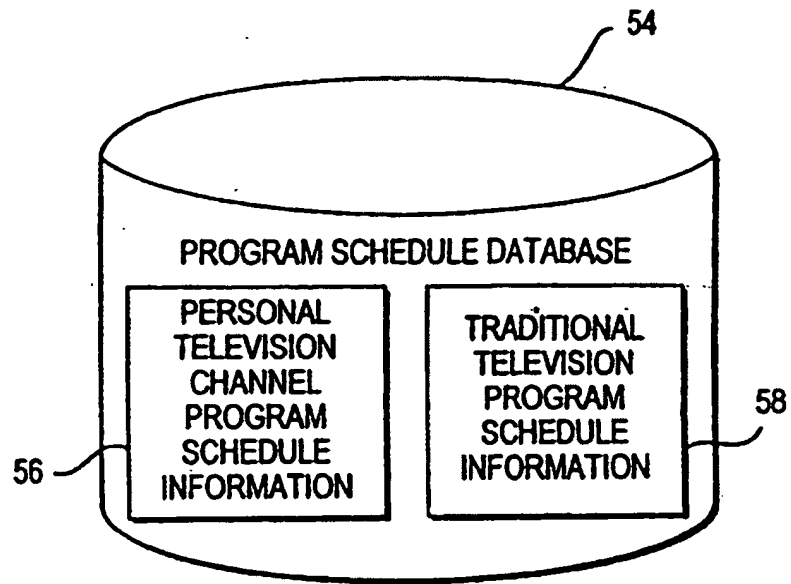 54
PROGRAM SCHEDULE DATABASE
PERSONAL
TELEVISION
CHANNEL
PROGRAM
SCHEDULE
INFORMATION
56
TRADITIONAL
TELEVISION
PROGRAM
SCHEDULE
INFORMATION
58